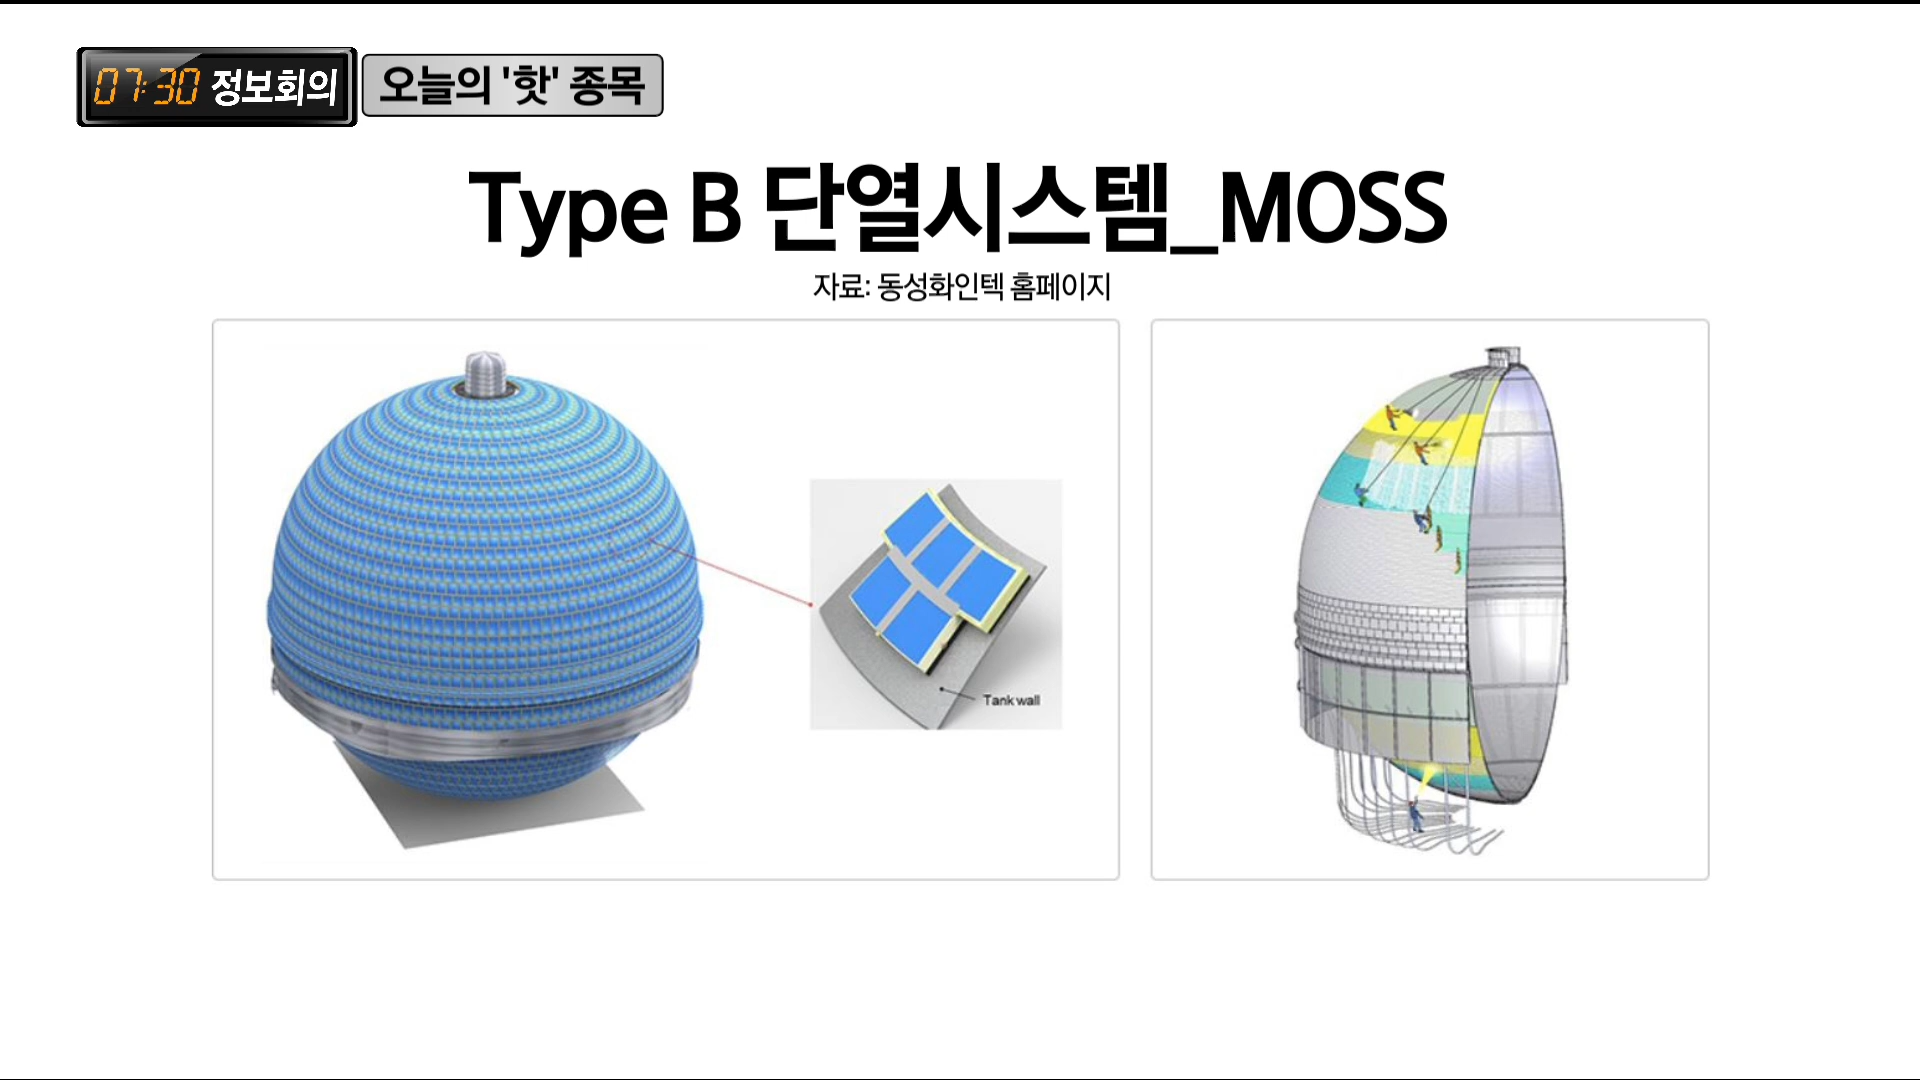 07:30 정보회의
오늘의 '핫' 종목
Type B 단열시스템_MOSS
자료: 동성화인텍 홈페이지
Tank wall